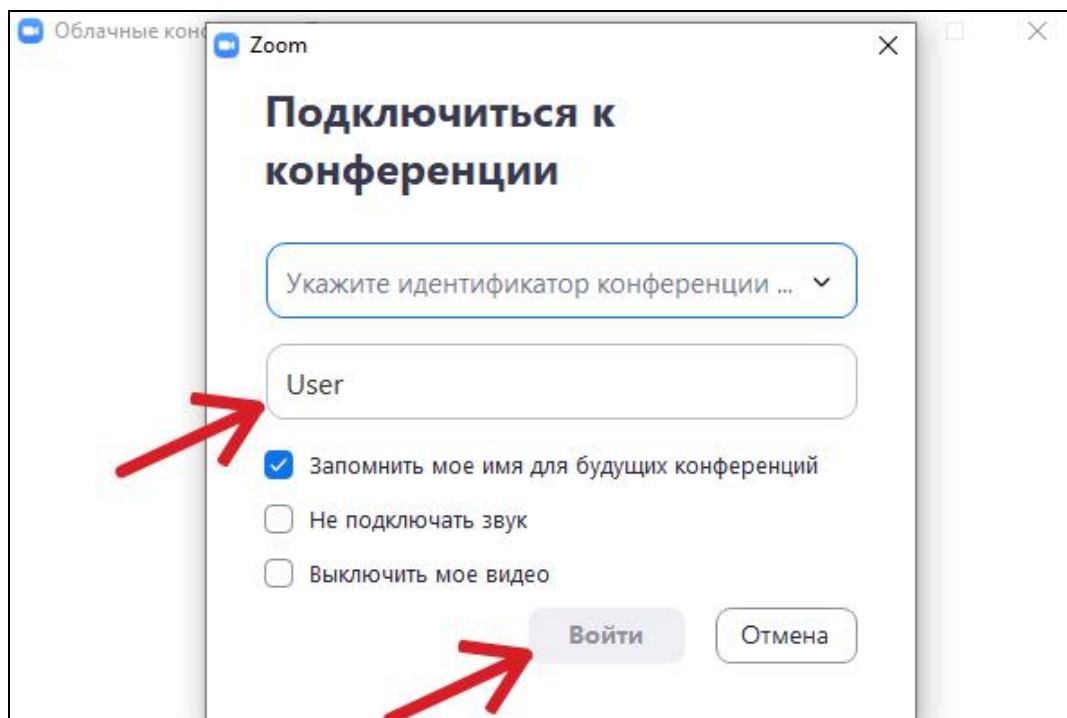 Облачные кон
Zoom
Подключиться к
конференции
Укажите идентификатор конференции ...
User
Запомнить мое имя для будущих конференций
Не подключать звук
Выключить мое видео
Войти Отмена